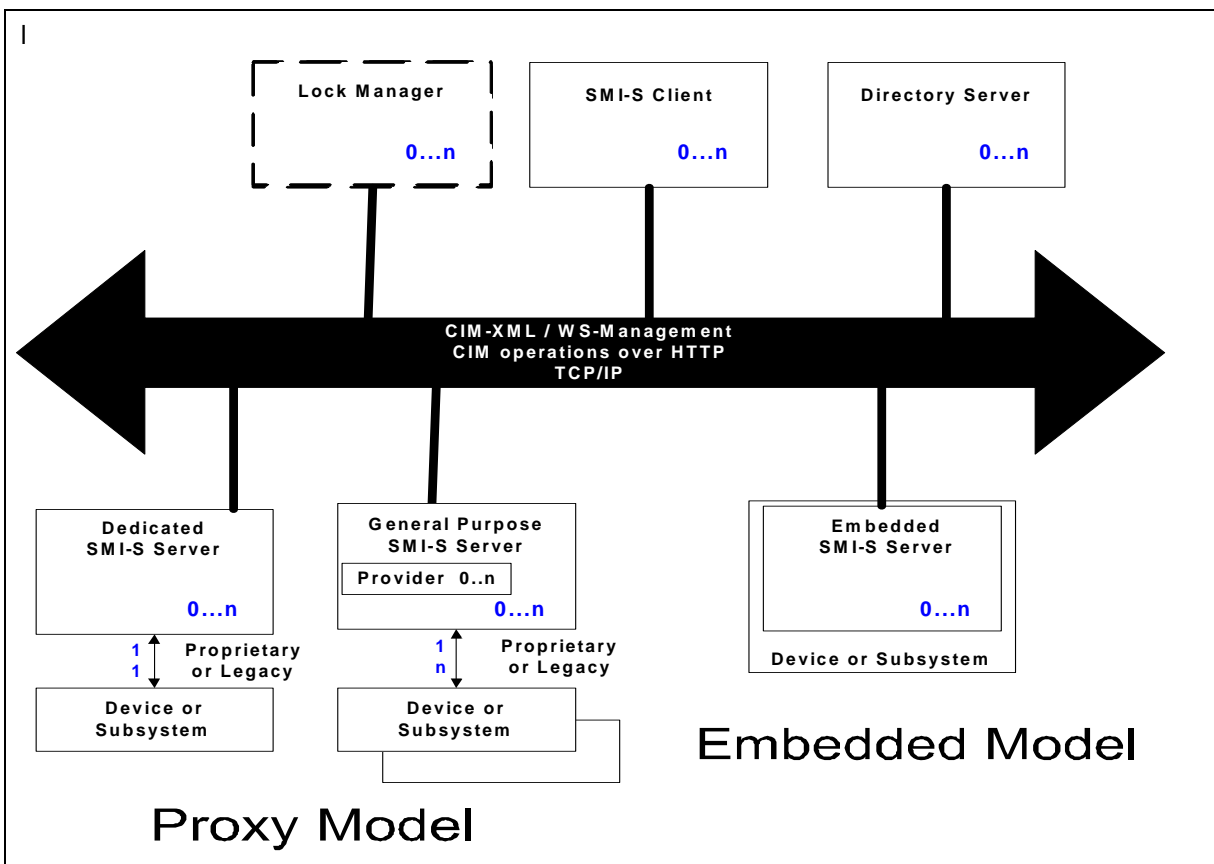 |
Lock Manager
0...n
SMI-S Client
0...n
Directory Server
0...n
CIM-XML / WS-Management
CIM operations over HTTP
TCP/IP
Dedicated
SMI-S Server
0...n
1
1
Proprietary
or Legacy
Device or
Subsystem
General Purpose
SMI-S Server
Provider 0..n
0...n
1
n
Proprietary
or Legacy
Device or
Subsystem
Embedded
SMI-S Server
0...n
Device or Subsystem
Embedded Model
Proxy Model